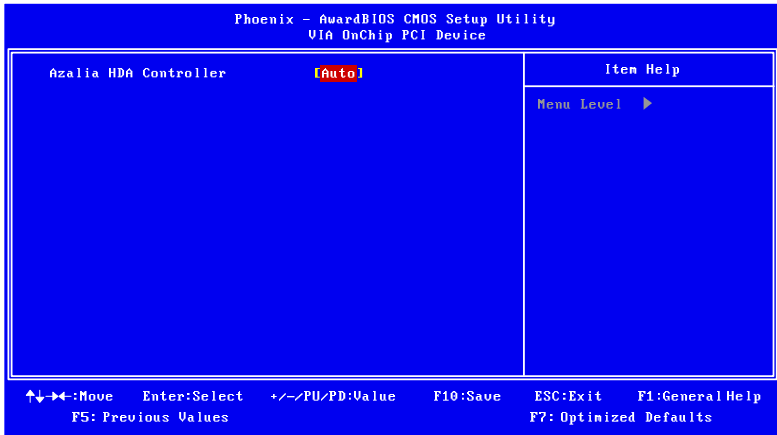 Phoenix - AwardBIOS CMOS Setup Utility
VIA OnChip PCI Device
Azalia HDA Controller [Auto]
Item Help
Menu Level ▶
↑↓→←:Move Enter:Select +/-/PU/PD:Value F10:Save ESC:Exit F1:General Help
F5: Previous Values F7: Optimized Defaults